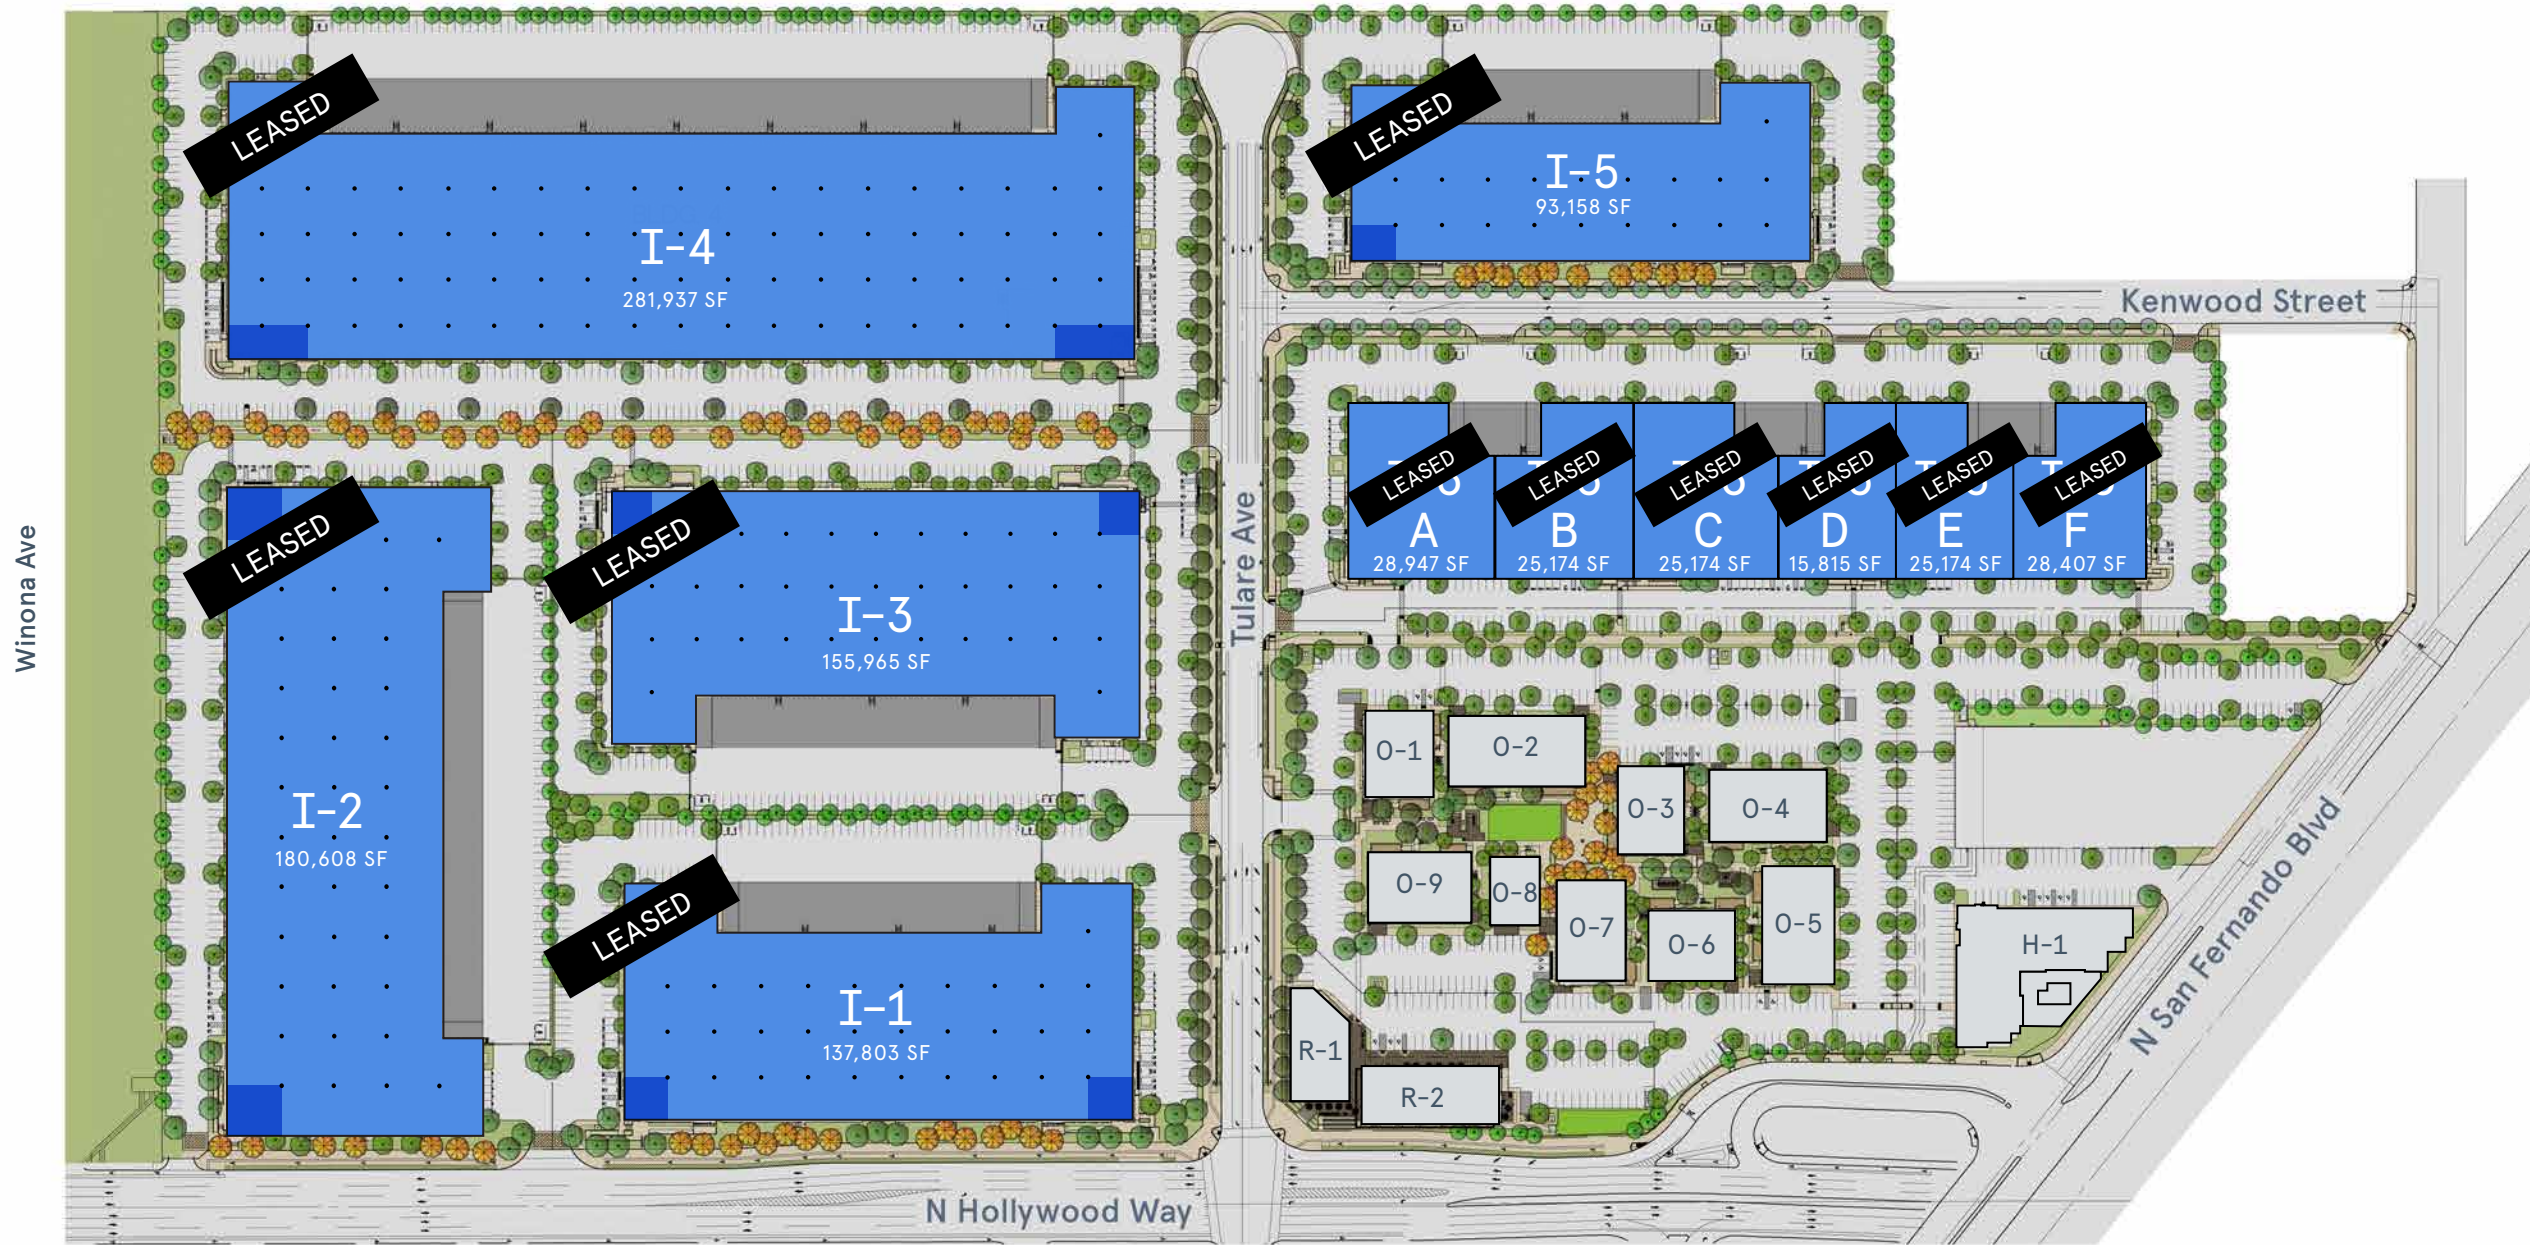 LEASED
I-4
281,937 SF
LEASED
I-5
93,158 SF
Kenwood Street
LEASED
A
28,947 SF
LEASED
B
25,174 SF
LEASED
C
25,174 SF
LEASED
D
15,815 SF
LEASED
E
25,174 SF
LEASED
F
28,407 SF
Winona Ave
LEASED
I-2
180,608 SF
LEASED
I-3
155,965 SF
Tulare Ave
LEASED
I-1
137,803 SF
O-1
O-2
O-3
O-4
O-9
O-8
O-7
O-6
O-5
H-1
R-1
R-2
N San Fernando Blvd
N Hollywood Way